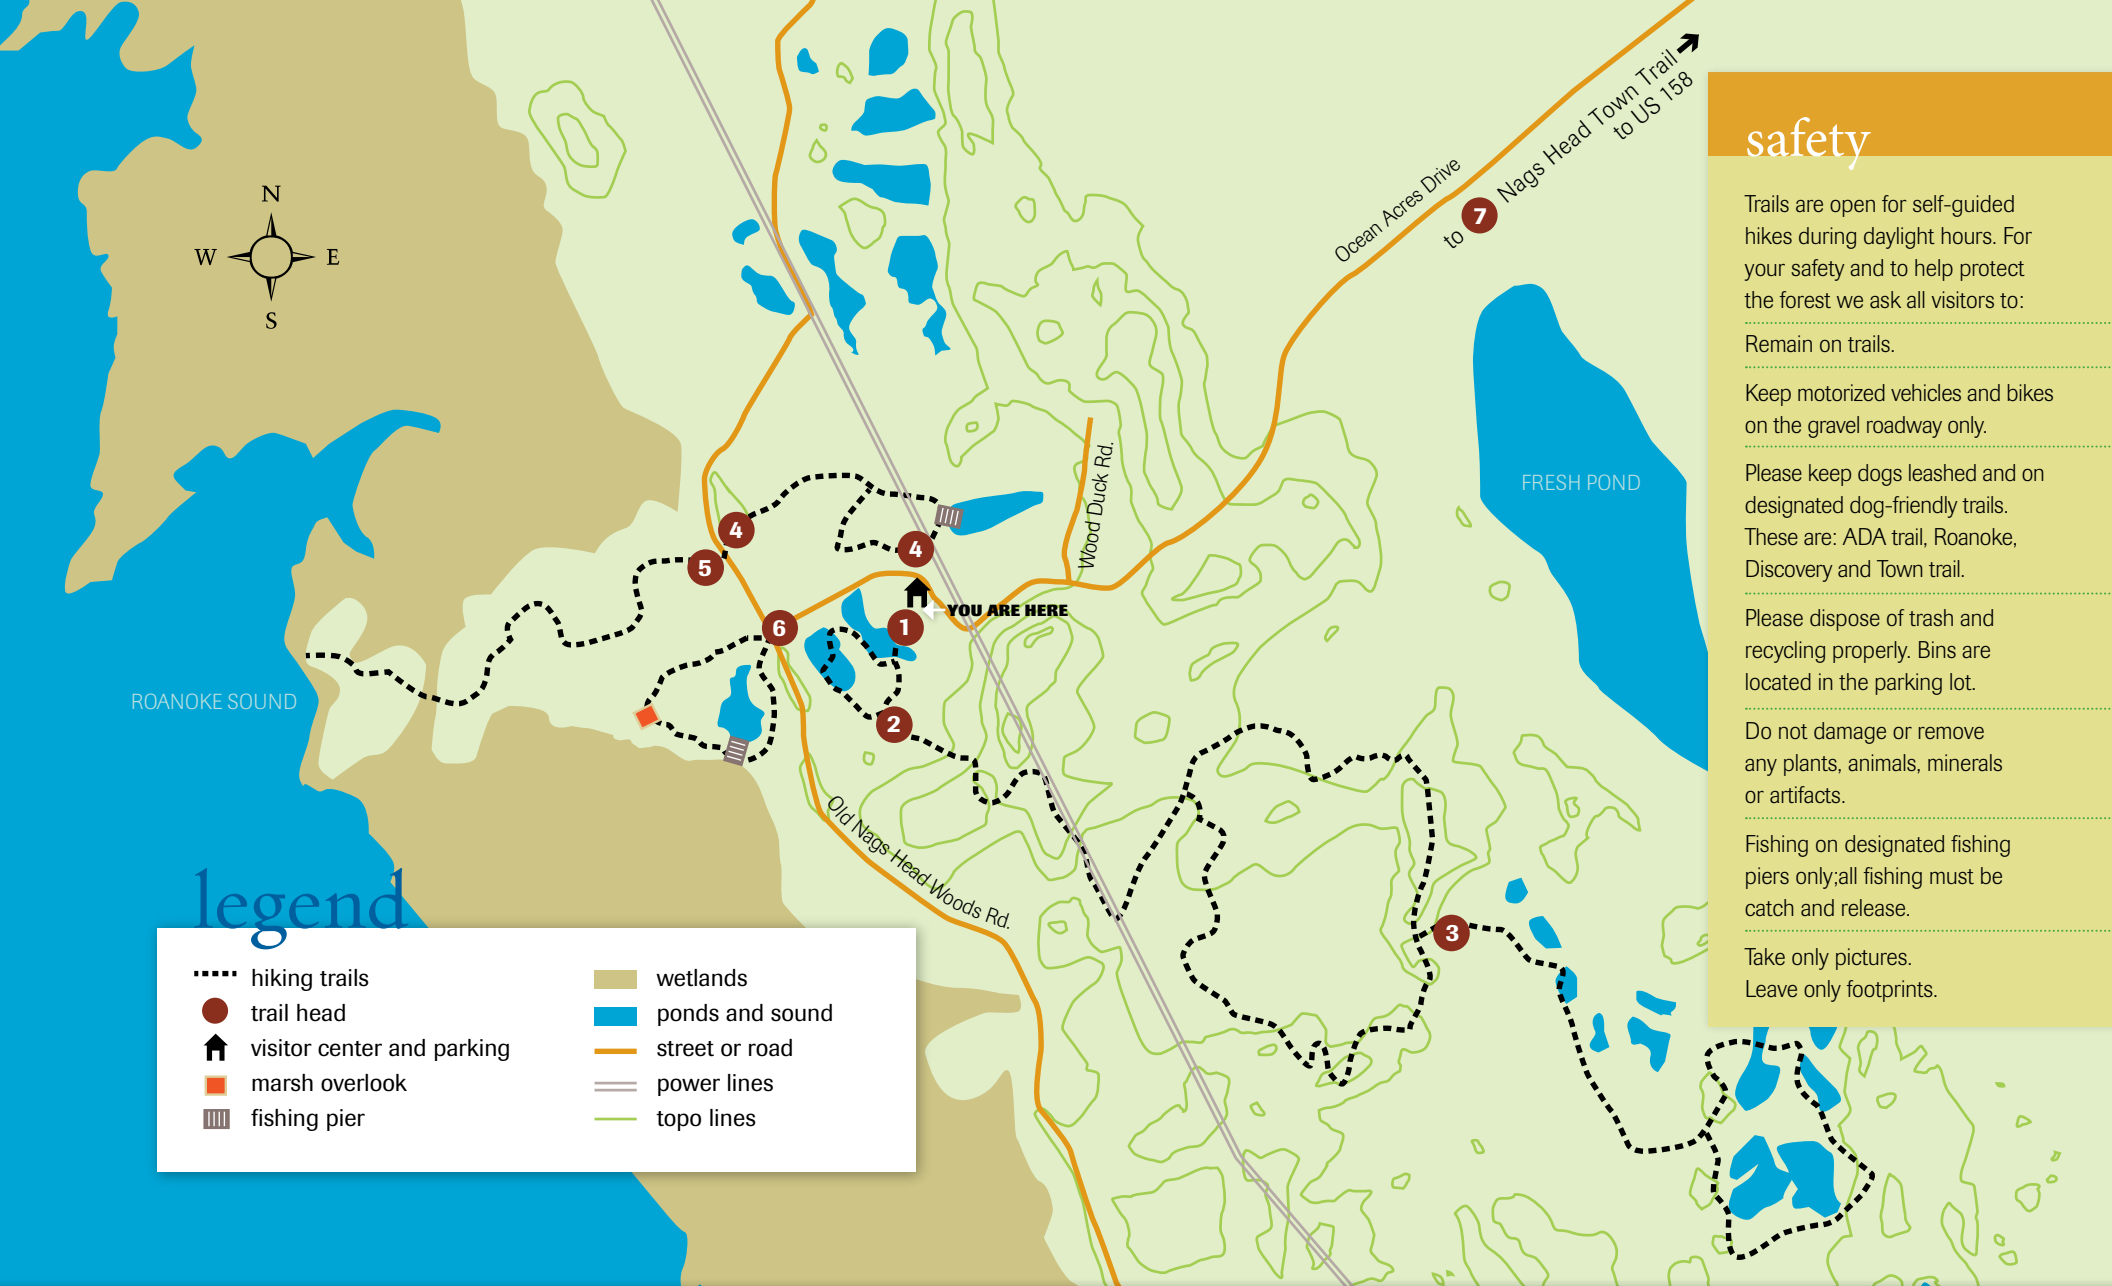 N
W E
S
Ocean Acres Drive
to 7 Nags Head Town Trail
to US 158
FRESH POND
Wood Duck Rd.
4
4
5
6
1
YOU ARE HERE
2
3
ROANOKE SOUND
Old Nags Head Woods Rd.
legend
hiking trails
trail head
visitor center and parking
marsh overlook
fishing pier
wetlands
ponds and sound
street or road
power lines
topo lines
safety
Trails are open for self-guided
hikes during daylight hours. For
your safety and to help protect
the forest we ask all visitors to:
Remain on trails.
Keep motorized vehicles and bikes
on the gravel roadway only.
Please keep dogs leashed and on
designated dog-friendly trails.
These are: ADA trail, Roanoke,
Discovery and Town trail.
Please dispose of trash and
recycling properly. Bins are
located in the parking lot.
Do not damage or remove
any plants, animals, minerals
or artifacts.
Fishing on designated fishing
piers only;all fishing must be
catch and release.
Take only pictures.
Leave only footprints.